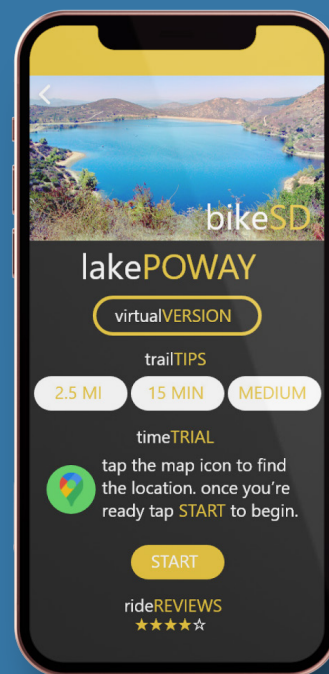 bikeSD
lakePOWAY
virtualVERSION
trailTIPS
2.5 MI
15 MIN
MEDIUM
timeTRIAL
tap the map icon to find
the location. once you're
ready tap START to begin.
START
rideREVIEWS
★★★★☆